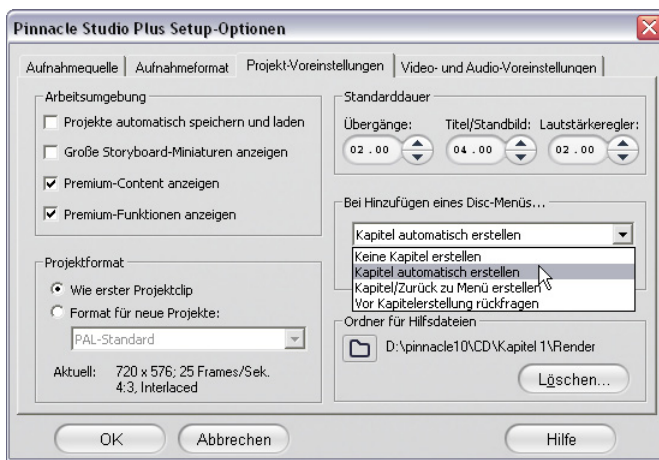 Pinnacle Studio Plus Setup-Optionen
Aufnahmequelle
Aufnahmeformat
Projekt-Voreinstellungen
Video- und Audio-Voreinstellungen
Arbeitsumgebung
Projekte automatisch speichern und laden
Große Storyboard-Miniaturen anzeigen
Premium-Content anzeigen
Premium-Funktionen anzeigen
Projektformat
Wie erster Projektclip
Format für neue Projekte:
PAL-Standard
Aktuell: 720 x 576; 25 Frames/Sek.
4:3, Interlaced
Standarddauer
Übergänge: Titel/Standbild: Lautstärkeregler:
02.00 04.00 02.00
Bei Hinzufügen eines Disc-Menüs...
Kapitel automatisch erstellen
Keine Kapitel erstellen
Kapitel automatisch erstellen
Kapitel/Zurück zu Menü erstellen
Vor Kapitelerstellung rückfragen
Ordner für Hilfsdateien
D:\pinnacle10\CD\Kapitel 1\Render
Löschen...
OK
Abbrechen
Hilfe